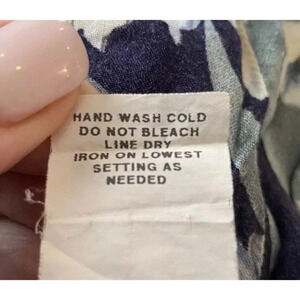 HAND WASH COLD
DO NOT BLEACH
LINE DRY
IRON ON LOWEST
SETTING AS
NEEDED